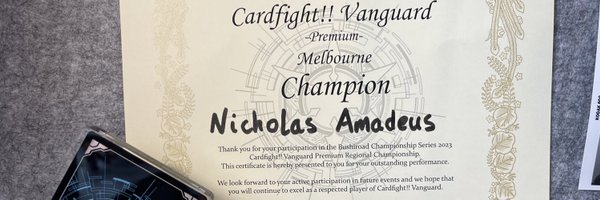 Cardfight!! Vanguard
-Premium-
Melbourne
Champion
Nicholas Amadeus
Thank you for your participation in the Bushiroad Championship Series 2023
Cardfight!! Vanguard Premium Regional Championship.
This certificate is hereby presented to you for your outstanding performance.
We look forward to your active participation in future events and we hope that
you will continue to excel as a respected player of Cardfight!! Vanguard.